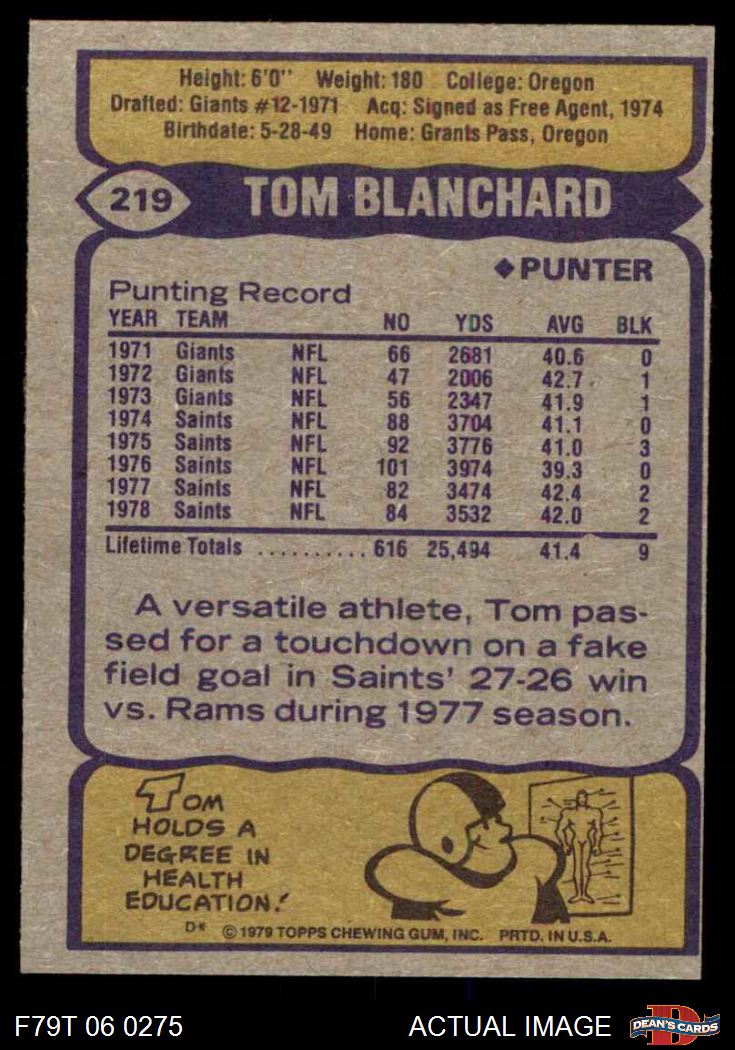 Height: 6'0" Weight: 180 College: Oregon
Drafted: Giants #12-1971 Acq: Signed as Free Agent, 1974
Birthdate: 5-28-49 Home: Grants Pass, Oregon
219 TOM BLANCHARD
◆PUNTER
Punting Record
YEAR TEAM NO YDS AVG BLK
1971 Giants NFL 66 2681 40.6 0
1972 Giants NFL 47 2006 42.7 1
1973 Giants NFL 56 2347 41.9 1
1974 Saints NFL 88 3704 41.1 0
1975 Saints NFL 92 3776 41.0 3
1976 Saints NFL 101 3974 39.3 0
1977 Saints NFL 82 3474 42.4 2
1978 Saints NFL 84 3532 42.0 2
Lifetime Totals .......... 616 25,494 41.4 9
A versatile athlete, Tom pas-
sed for a touchdown on a fake
field goal in Saints' 27-26 win
vs. Rams during 1977 season.
TOM
HOLDS A
DEGREE IN
HEALTH
EDUCATION!
D* © 1979 TOPPS CHEWING GUM, INC. PRTD. IN U.S.A.
F79T 06 0275 ACTUAL IMAGE D DEAN'S CARDS